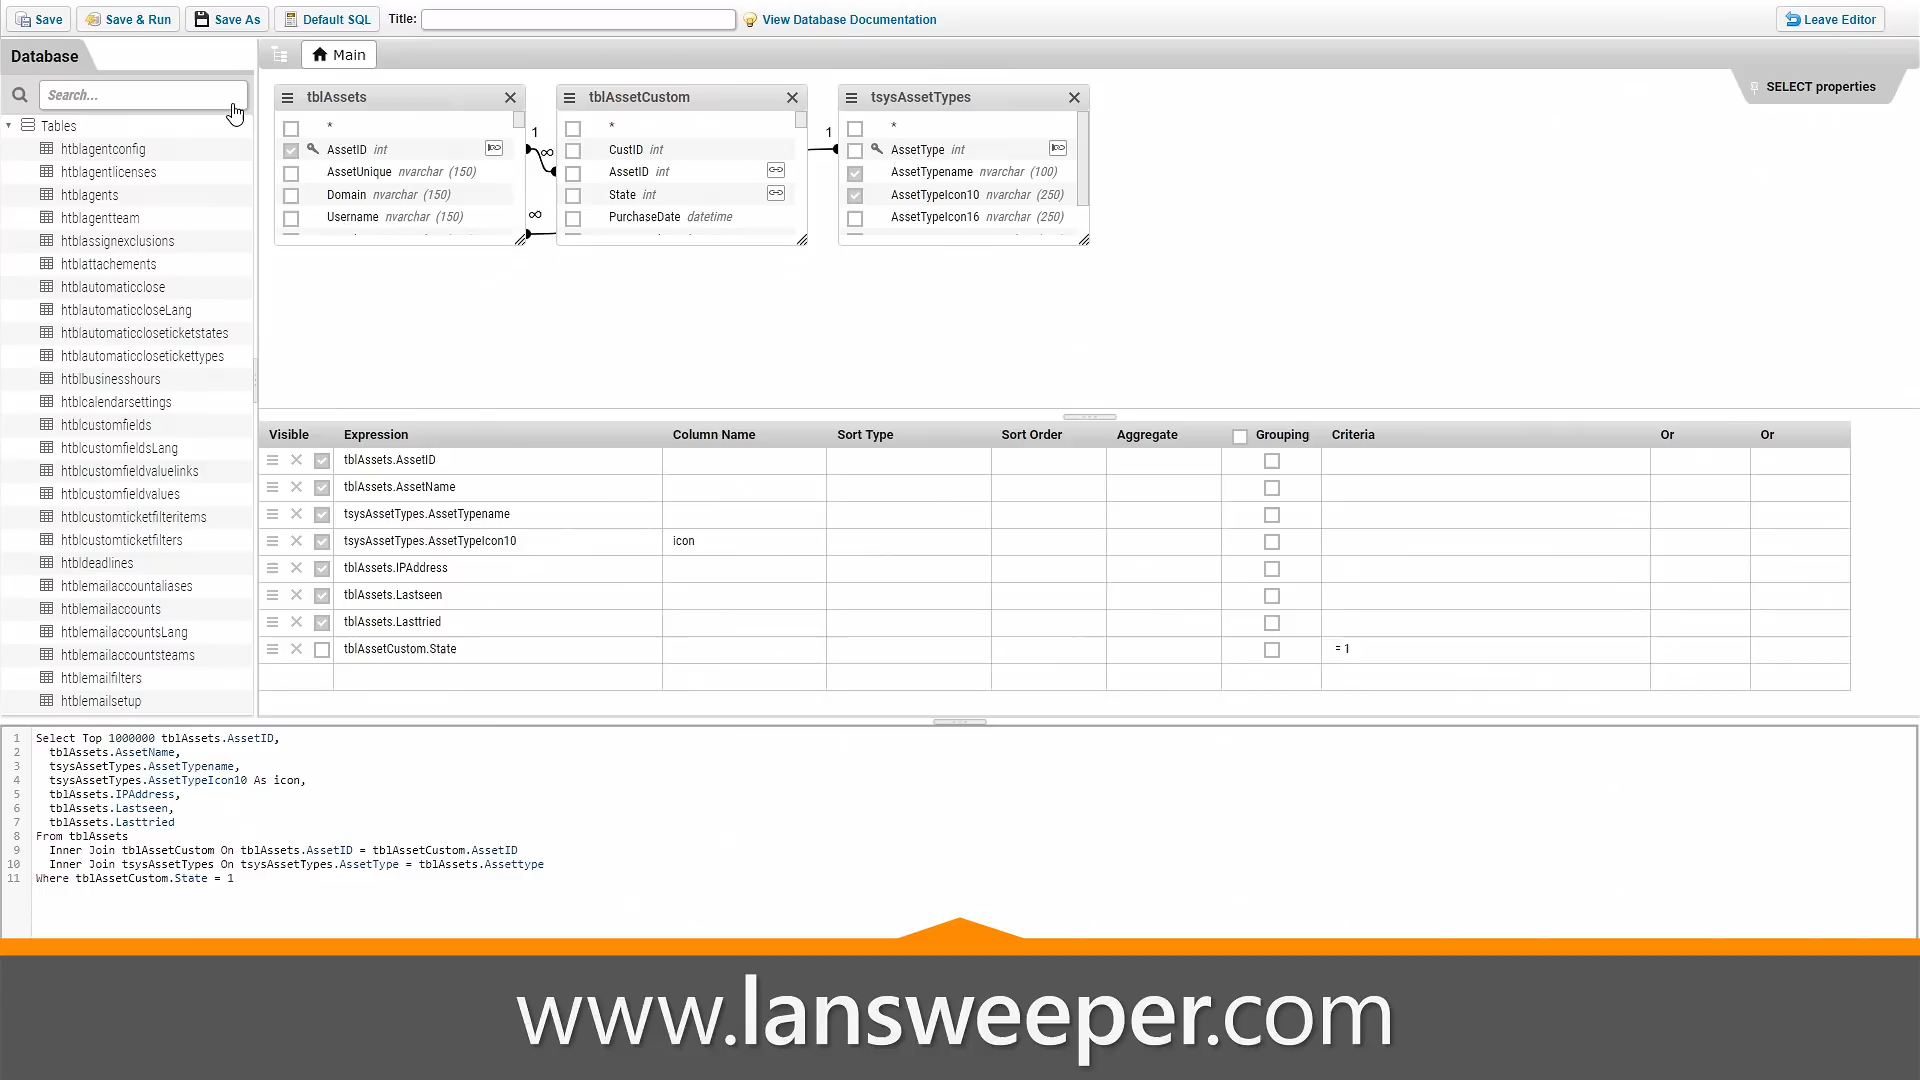 Save Save & Run Save As Default SQL Title: View Database Documentation Leave Editor
Database
Search...
Tables
htblagentconfig
htblagentlicenses
htblagents
htblagentteam
htblassignexclusions
htblattachements
htblautomaticclose
htblautomaticcloseLang
htblautomaticcloseticketstates
htblautomaticclosetickettypes
htblbusinesshours
htblcalendarsettings
htblcustomfields
htblcustomfieldsLang
htblcustomfieldvaluelinks
htblcustomfieldvalues
htblcustomticketfilteritems
htblcustomticketfilters
htbldeadlines
htblemailaccountaliases
htblemailaccounts
htblemailaccountsLang
htblemailaccountsteams
htblemailfilters
htblemailsetup
Main
SELECT properties
tblAssets
*
AssetID int
AssetUnique nvarchar (150)
Domain nvarchar (150)
Username nvarchar (150)
1
∞
∞
tblAssetCustom
*
CustID int
AssetID int
State int
PurchaseDate datetime
1
tsysAssetTypes
*
AssetType int
AssetTypename nvarchar (100)
AssetTypeIcon10 nvarchar (250)
AssetTypeIcon16 nvarchar (250)
Visible Expression Column Name Sort Type Sort Order Aggregate Grouping Criteria Or Or
tblAssets.AssetID
tblAssets.AssetName
tsysAssetTypes.AssetTypename
tsysAssetTypes.AssetTypeIcon10 icon
tblAssets.IPAddress
tblAssets.Lastseen
tblAssets.Lasttried
tblAssetCustom.State = 1
1 Select Top 1000000 tblAssets.AssetID,
2 tblAssets.AssetName,
3 tsysAssetTypes.AssetTypename,
4 tsysAssetTypes.AssetTypeIcon10 As icon,
5 tblAssets.IPAddress,
6 tblAssets.Lastseen,
7 tblAssets.Lasttried
8 From tblAssets
9 Inner Join tblAssetCustom On tblAssets.AssetID = tblAssetCustom.AssetID
10 Inner Join tsysAssetTypes On tsysAssetTypes.AssetType = tblAssets.Assettype
11 Where tblAssetCustom.State = 1
www.lansweeper.com